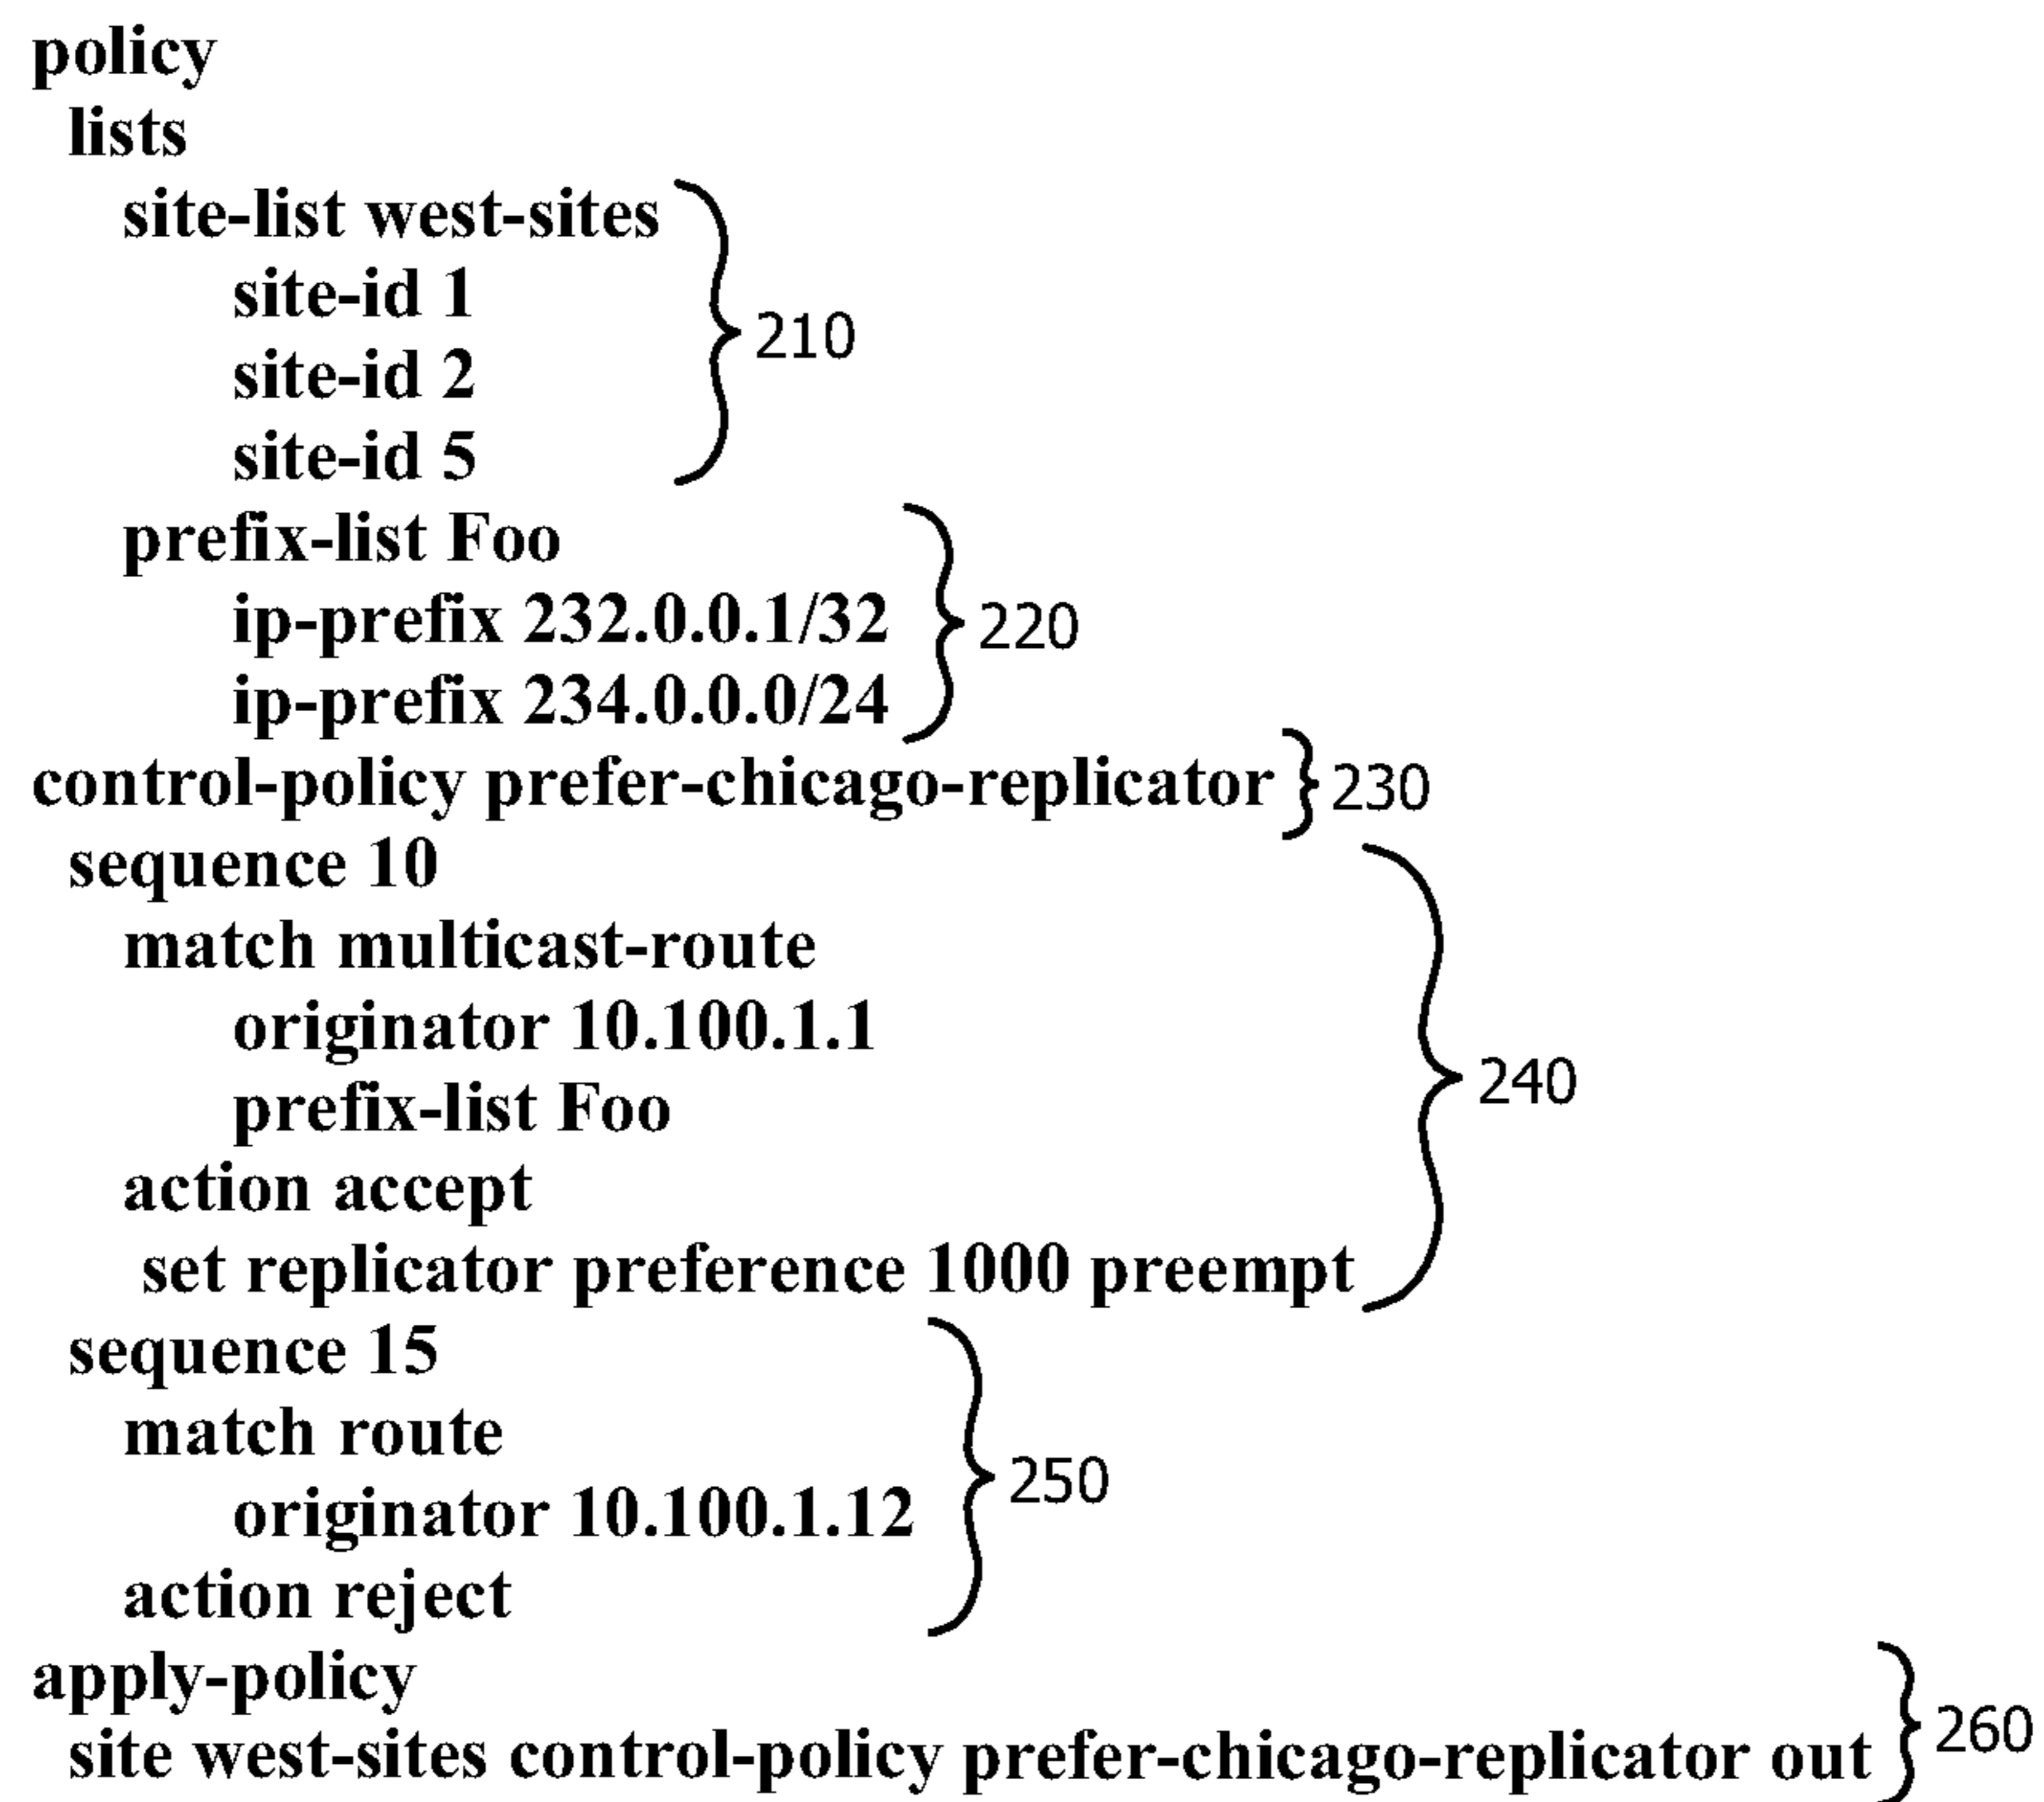 policy
lists
site-list west-sites
site-id 1
210
site-id 2
site-id 5
prefix-list Foo
ip-prefix 232.0.0.1/32
220
ip-prefix 234.0.0.0/24
control-policy prefer-chicago-replicator 230
sequence 10
match multicast-route
originator 10.100.1.1
240
prefix-list Foo
action accept
set replicator preference 1000 preempt
sequence 15
match route
250
originator 10.100.1.12
action reject
apply-policy
260
site west-sites control-policy prefer-chicago-replicator out